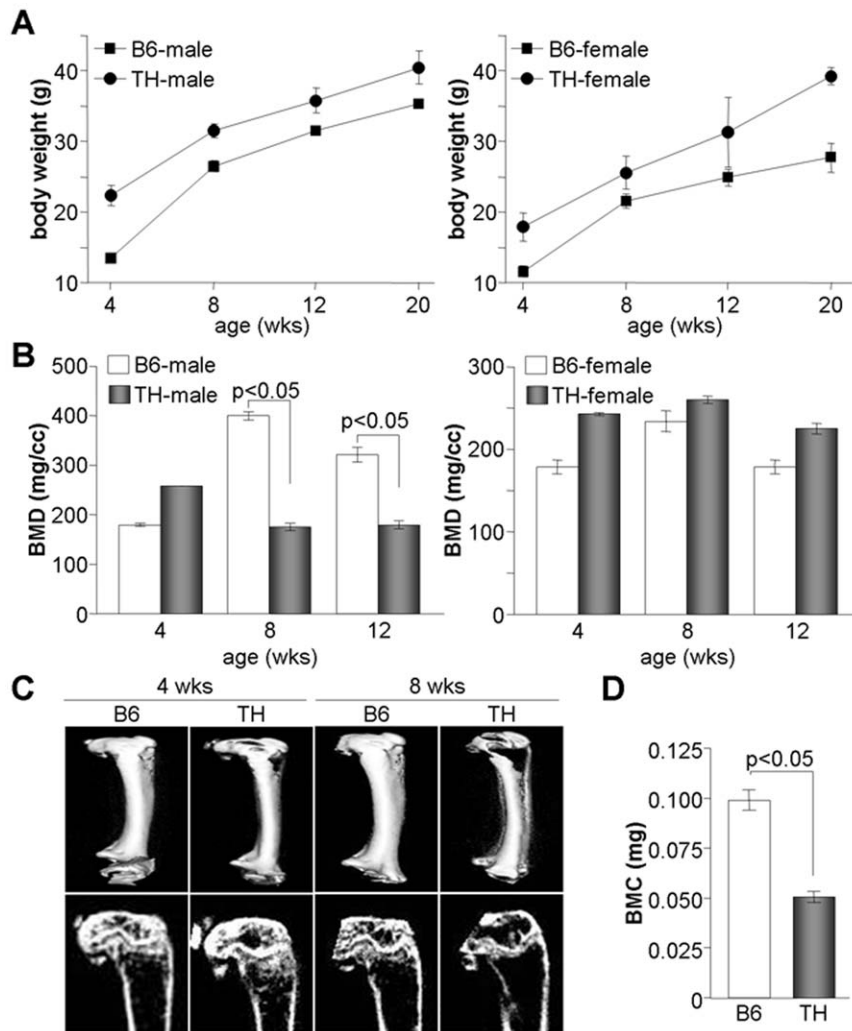 A
B6-male
TH-male
body weight (g)
40
30
20
10
4 8 12 20
age (wks)
B6-female
TH-female
body weight (g)
40
30
20
10
4 8 12 20
age (wks)
B
B6-male
TH-male
p<0.05
p<0.05
BMD (mg/cc)
500
400
300
200
100
0
4 8 12
age (wks)
B6-female
TH-female
BMD (mg/cc)
300
200
100
0
4 8 12
age (wks)
C
4 wks 8 wks
B6 TH B6 TH
D
p<0.05
BMC (mg)
0.125
0.100
0.075
0.050
0.025
0
B6 TH